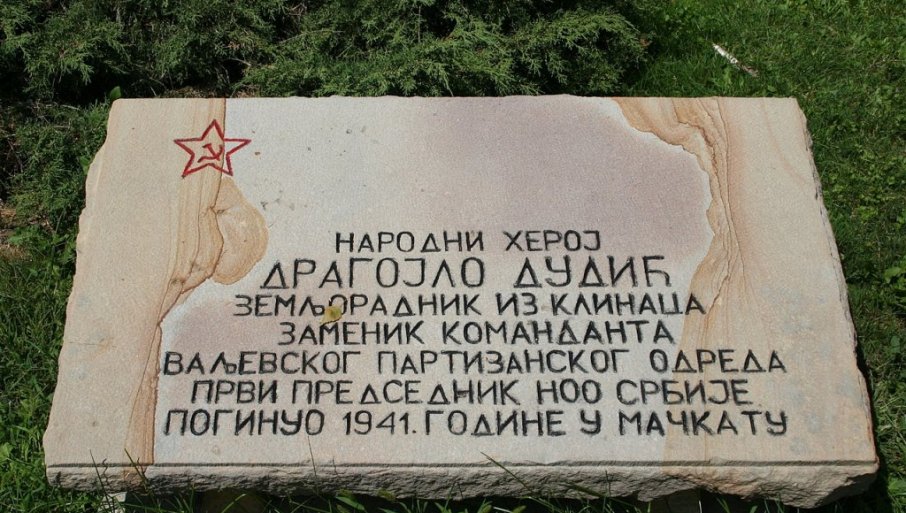 НАРОДНИ ХЕРОЈ
ДРАГОЈЛО ДУДИЋ
ЗЕМЉОРАДНИК ИЗ КЛИНАЦА
ЗАМЕНИК КОМАНДАНТА
ВАЉЕВСКОГ ПАРТИЗАНСКОГ ОДРЕДА
ПРВИ ПРЕДСЕДНИК НОО СРБИЈЕ
ПОГИНУО 1941. ГОДИНЕ У МАЧКАТУ